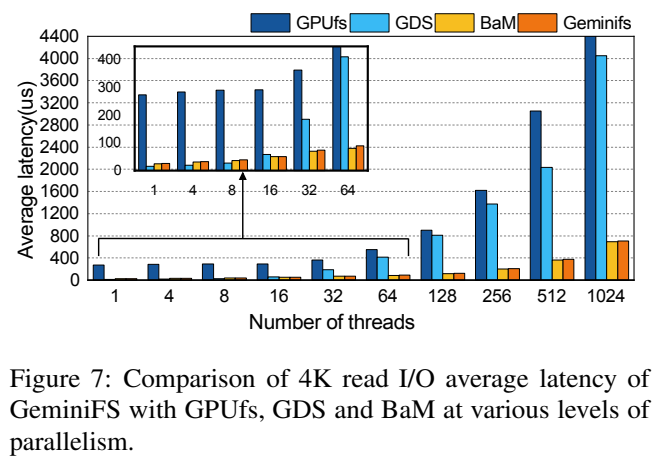 GPUfs GDS BaM Geminifs
4400
4000
3600
3200
2800
2400
2000
1600
1200
800
400
0
Average latency(us)
400
300
200
100
0
1 4 8 16 32 64
1 4 8 16 32 64 128 256 512 1024
Number of threads
Figure 7: Comparison of 4K read I/O average latency of
GeminiFS with GPUfs, GDS and BaM at various levels of
parallelism.